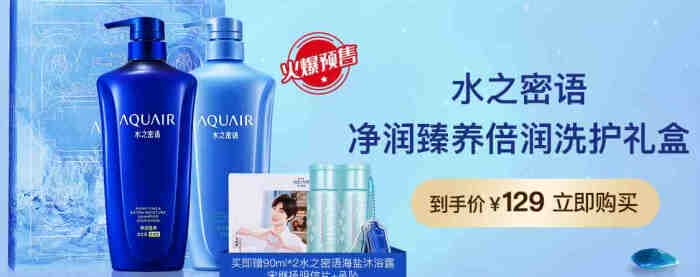 火爆预售
水之密语
净润臻养倍润洗护礼盒
到手价¥129 立即购买
AQUAIR
水之密语
AQUAIR
水之密语
买即赠90ml*2水之密语海盐沐浴露